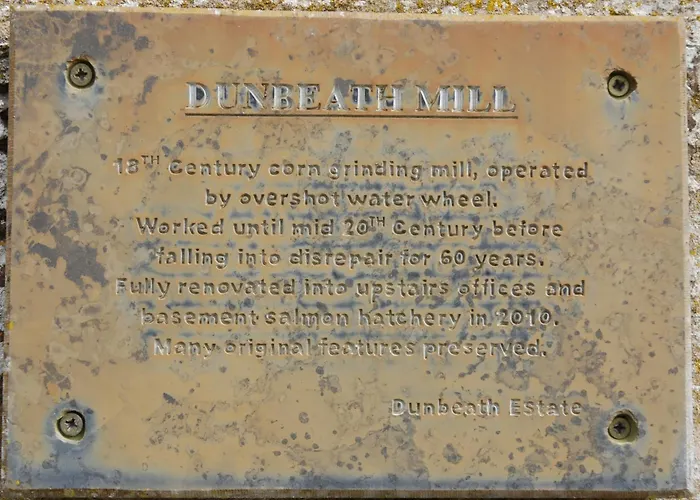 DUNBEATH MILL
18TH Century corn grinding mill, operated
by overshot water wheel.
Worked until mid 20TH Century before
falling into disrepair for 60 years.
Fully renovated into upstairs offices and
basement salmon hatchery in 2010.
Many original features preserved.
Dunbeath Estate